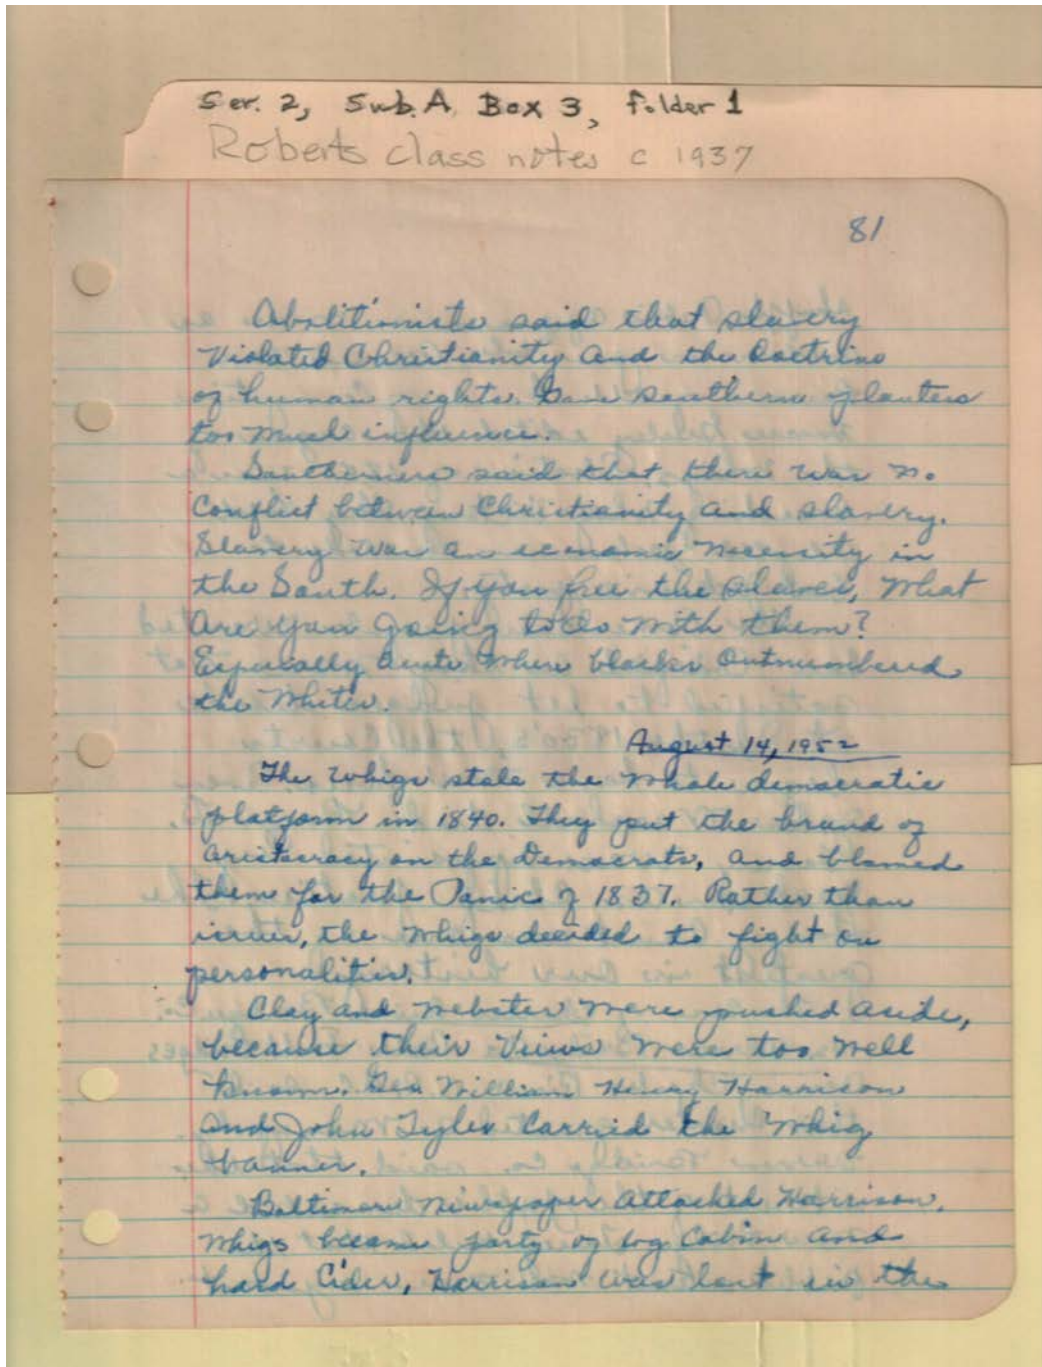 Ser. 2, Sub. A, Box 3, folder 1
Roberts class notes c 1937
81
Abolitionists said that slavery
violated Christianity and the doctrine
of human rights. Gave southern planters
too much influence.
Southerners said that there was no
conflict between Christianity and slavery.
Slavery was an economic necessity in
the South. If you free the slaves, what
are you going to do with them?
Especially acute when blacks outnumbered
the whites.
August 14, 1952
The Whigs stole the whole democratic
platform in 1840. They put the brand of
aristocracy on the Democrats, and blamed
them for the Panic of 1837. Rather than
issues, the Whigs decided to fight on
personalities.
Clay and Webster were pushed aside,
because their views were too well
known. Gen William Henry Harrison
and John Tyler carried the Whig
banner.
Baltimore newspaper attacked Harrison.
Whigs became party of log cabin and
hard cider, Harrison was lost in the